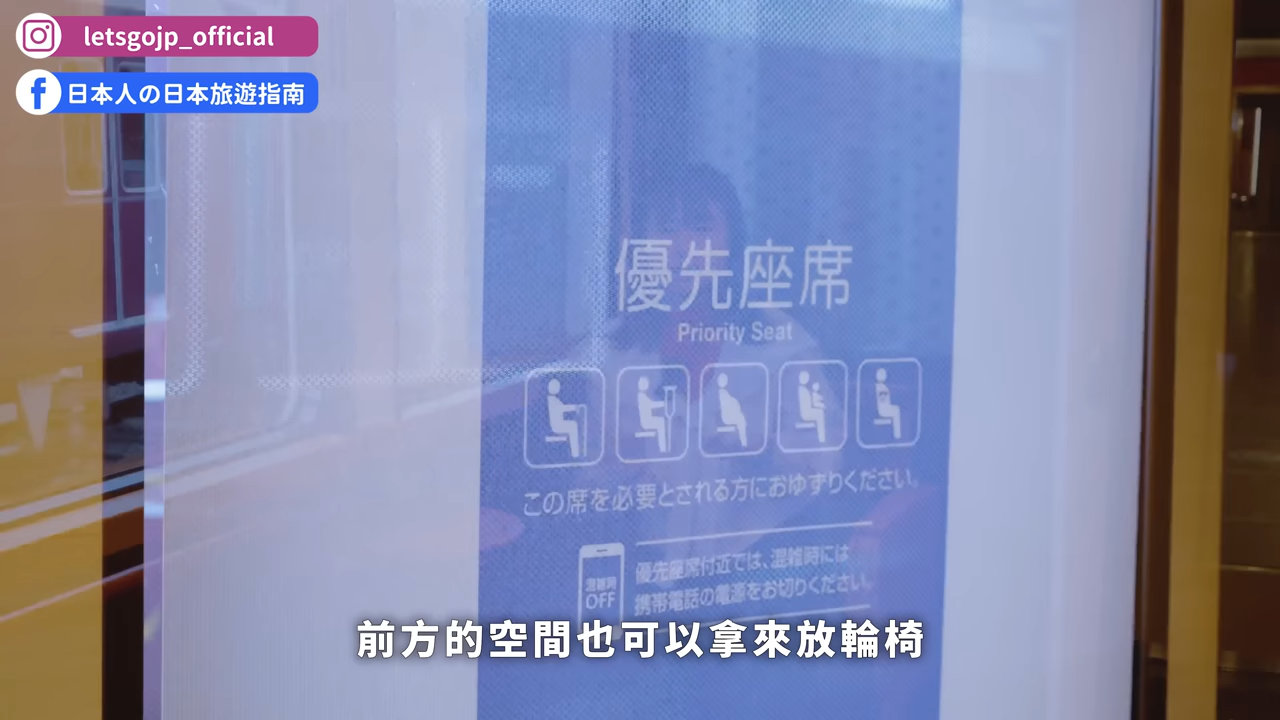 letsgojp_official
日本人の日本旅遊指南
優先座席
Priority Seat
この席を必要とされる方におゆずりください。
混雑時
OFF
優先座席付近では、混雑時には
携帯電話の電源をお切りください。
前方的空間也可以拿來放輪椅